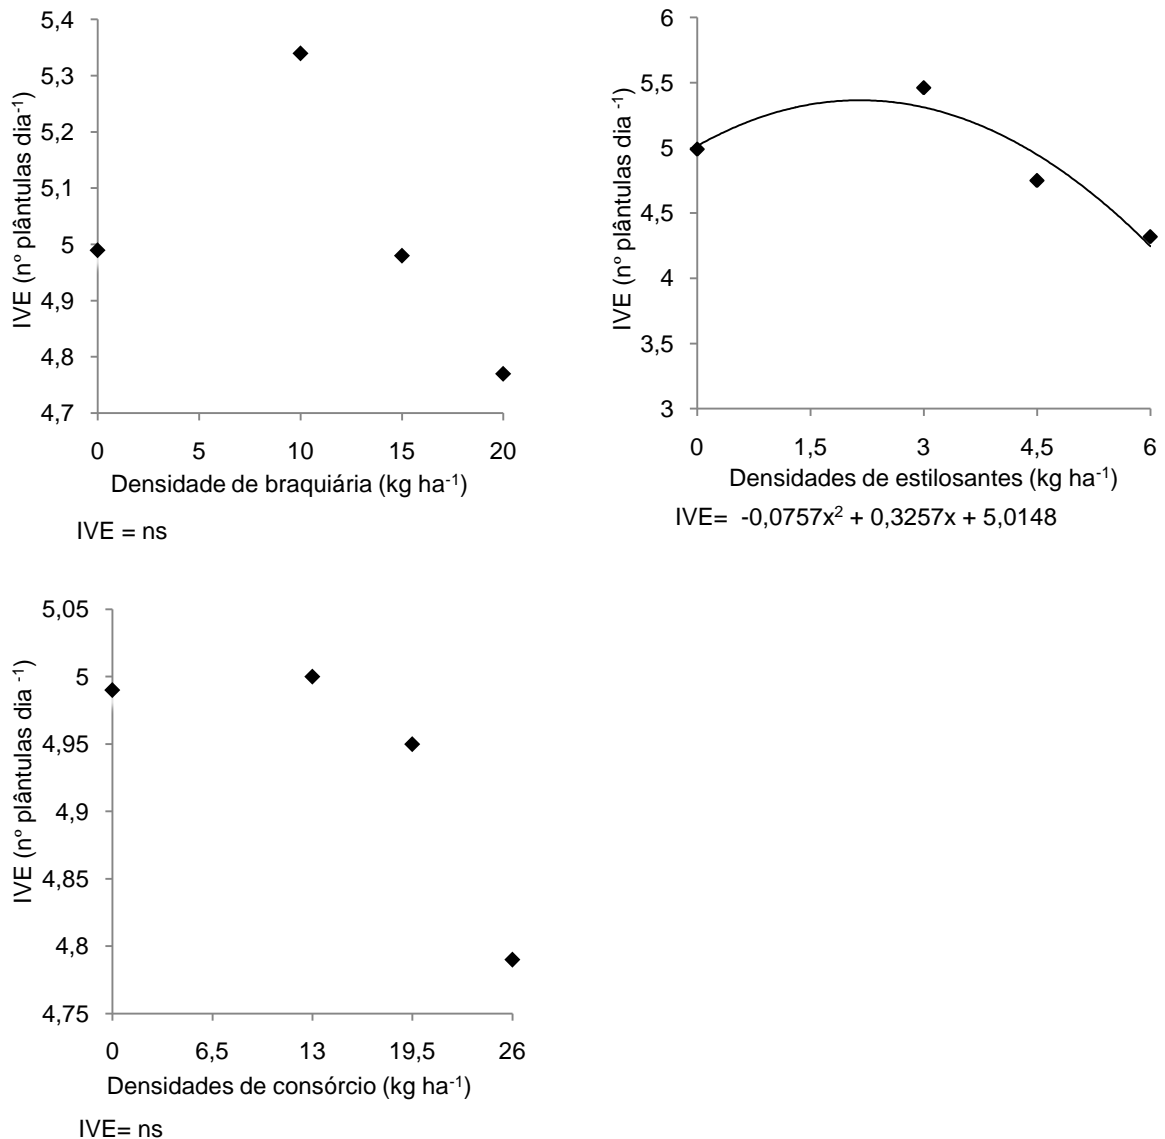 5,4
5,3
5,2
5,1
5
4,9
4,8
4,7
IVE (nº plântulas dia-1)
0 5 10 15 20
Densidade de braquiária (kg ha-1)
IVE = ns
6
5,5
5
4,5
4
3,5
3
IVE (nº plântulas dia -1)
0 1,5 3 4,5 6
Densidades de estilosantes (kg ha-1)
IVE= -0,0757x2 + 0,3257x + 5,0148
5,05
5
4,95
4,9
4,85
4,8
4,75
IVE (nº plântulas dia -1)
0 6,5 13 19,5 26
Densidades de consórcio (kg ha-1)
IVE= ns